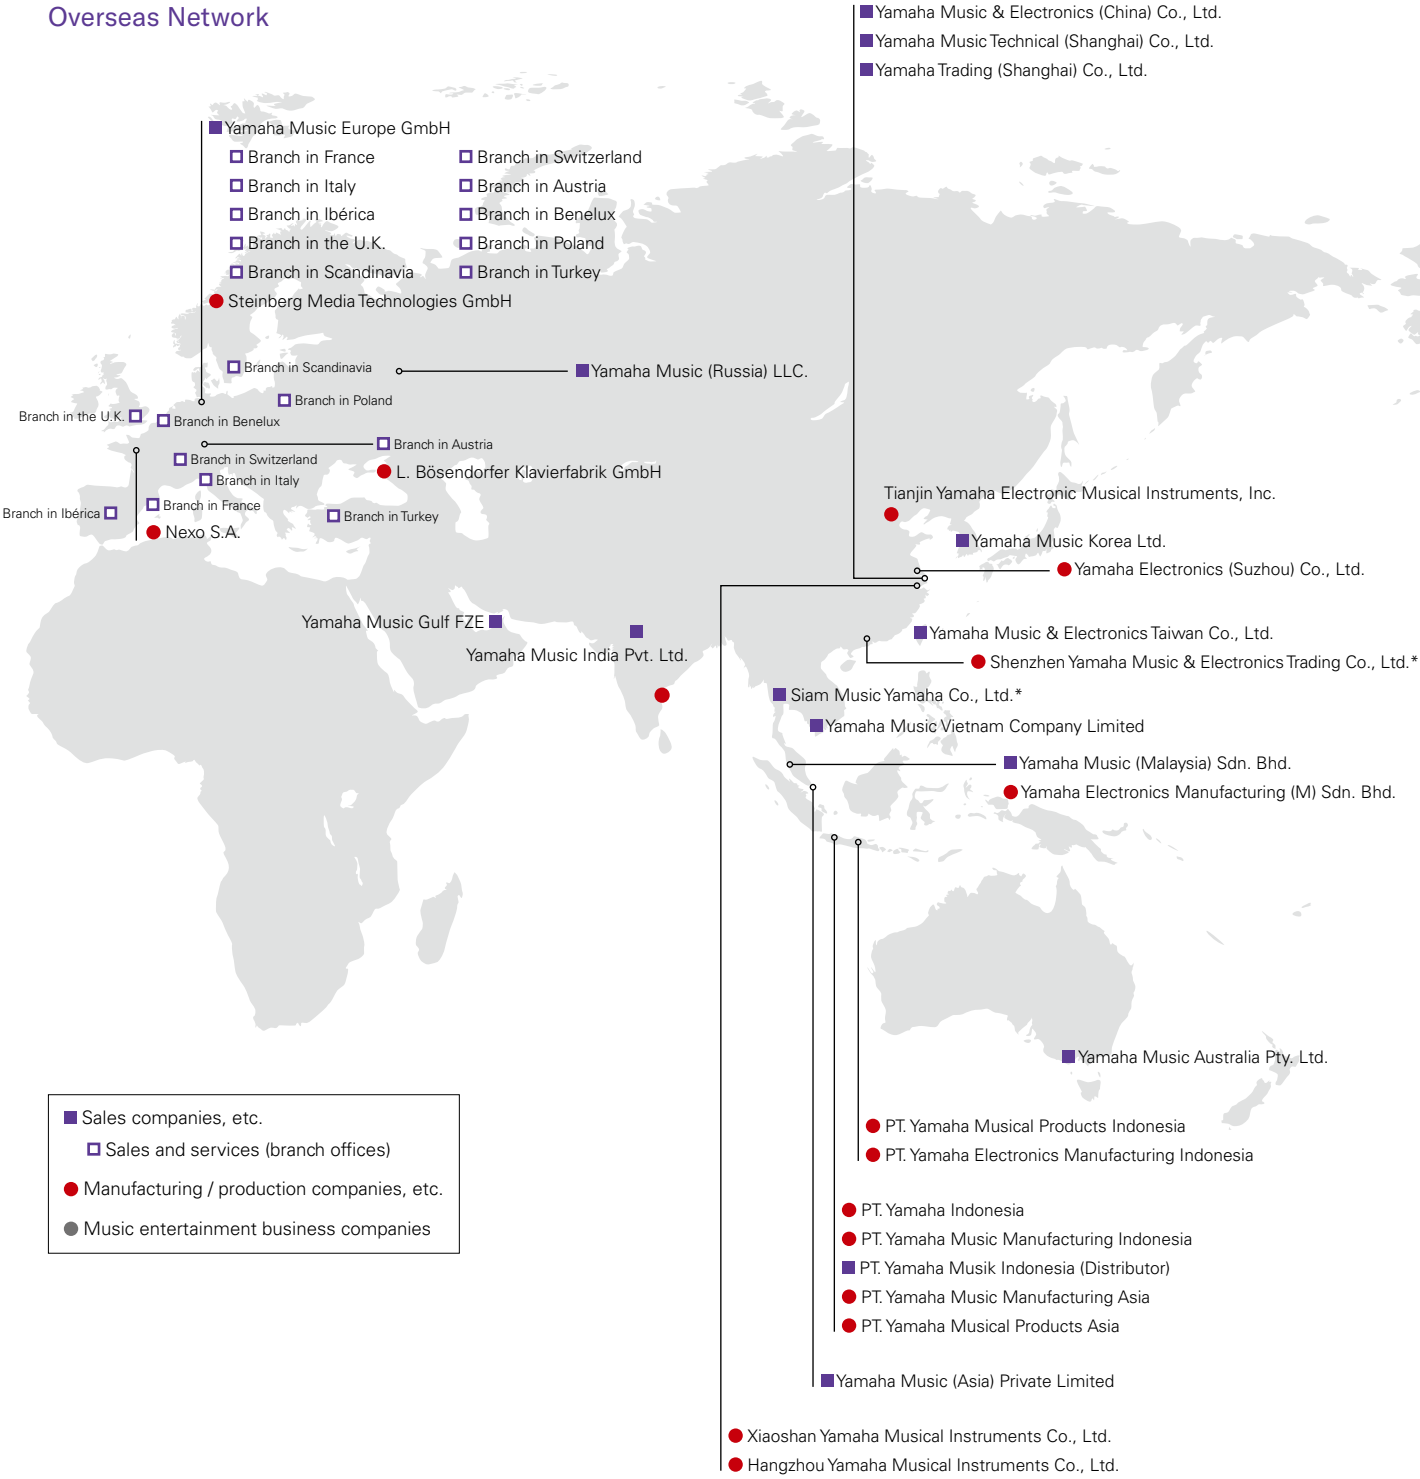 Overseas Network
Yamaha Music & Electronics (China) Co., Ltd.
Yamaha Music Technical (Shanghai) Co., Ltd.
Yamaha Trading (Shanghai) Co., Ltd.
Yamaha Music Europe GmbH
Branch in France
Branch in Italy
Branch in Ibérica
Branch in the U.K.
Branch in Scandinavia
Branch in Switzerland
Branch in Austria
Branch in Benelux
Branch in Poland
Branch in Turkey
Steinberg Media Technologies GmbH
Branch in Scandinavia
Yamaha Music (Russia) LLC.
Branch in Poland
Branch in the U.K.
Branch in Benelux
Branch in Austria
Branch in Switzerland
L. Bösendorfer Klavierfabrik GmbH
Branch in Italy
Branch in France
Branch in Ibérica
Branch in Turkey
Nexo S.A.
Tianjin Yamaha Electronic Musical Instruments, Inc.
Yamaha Music Korea Ltd.
Yamaha Electronics (Suzhou) Co., Ltd.
Yamaha Music Gulf FZE
Yamaha Music India Pvt. Ltd.
Yamaha Music & Electronics Taiwan Co., Ltd.
Shenzhen Yamaha Music & Electronics Trading Co., Ltd.*
Siam Music Yamaha Co., Ltd.*
Yamaha Music Vietnam Company Limited
Yamaha Music (Malaysia) Sdn. Bhd.
Yamaha Electronics Manufacturing (M) Sdn. Bhd.
Yamaha Music Australia Pty. Ltd.
PT. Yamaha Musical Products Indonesia
PT. Yamaha Electronics Manufacturing Indonesia
PT. Yamaha Indonesia
PT. Yamaha Music Manufacturing Indonesia
PT. Yamaha Musik Indonesia (Distributor)
PT. Yamaha Music Manufacturing Asia
PT. Yamaha Musical Products Asia
Yamaha Music (Asia) Private Limited
Xiaoshan Yamaha Musical Instruments Co., Ltd.
Hangzhou Yamaha Musical Instruments Co., Ltd.
Sales companies, etc.
Sales and services (branch offices)
Manufacturing / production companies, etc.
Music entertainment business companies